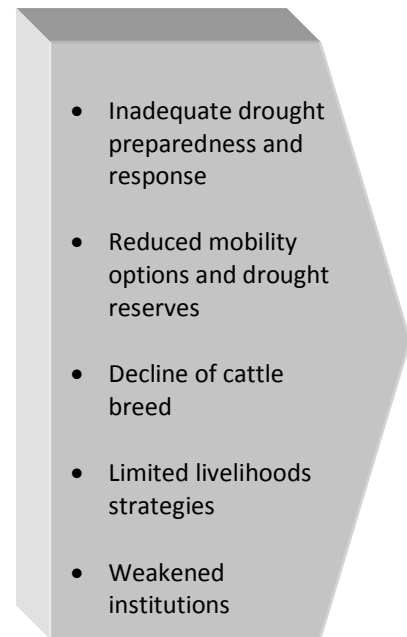 • Inadequate drought
preparedness and
response
• Reduced mobility
options and drought
reserves
• Decline of cattle
breed
• Limited livelihoods
strategies
• Weakened
institutions